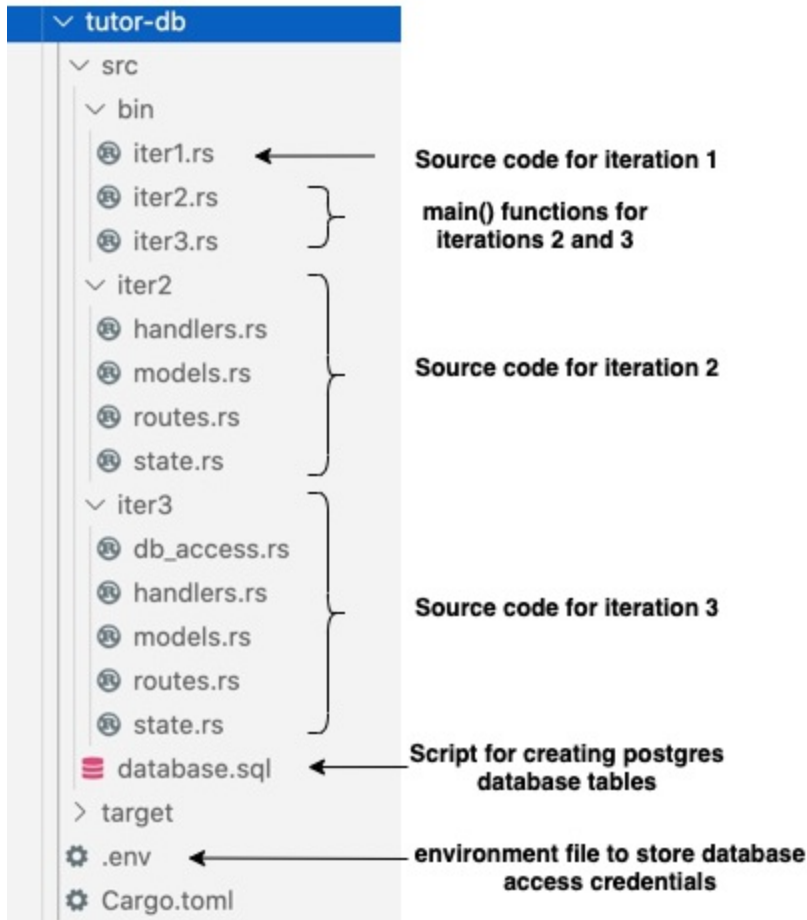 tutor-db
src
bin
iter1.rs
Source code for iteration 1
iter2.rs
main() functions for
iterations 2 and 3
iter3.rs
iter2
handlers.rs
models.rs
Source code for iteration 2
routes.rs
state.rs
iter3
db_access.rs
handlers.rs
Source code for iteration 3
models.rs
routes.rs
state.rs
database.sql
Script for creating postgres
database tables
target
.env
environment file to store database
access credentials
Cargo.toml